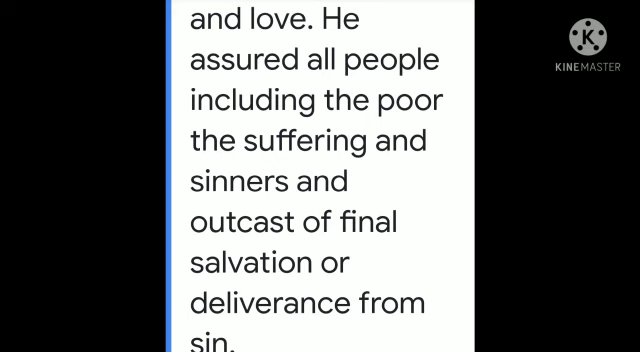 and love. He
assured all people
including the poor
the suffering and
sinners and
outcast of final
salvation or
deliverance from
sin.
K
KINEMASTER